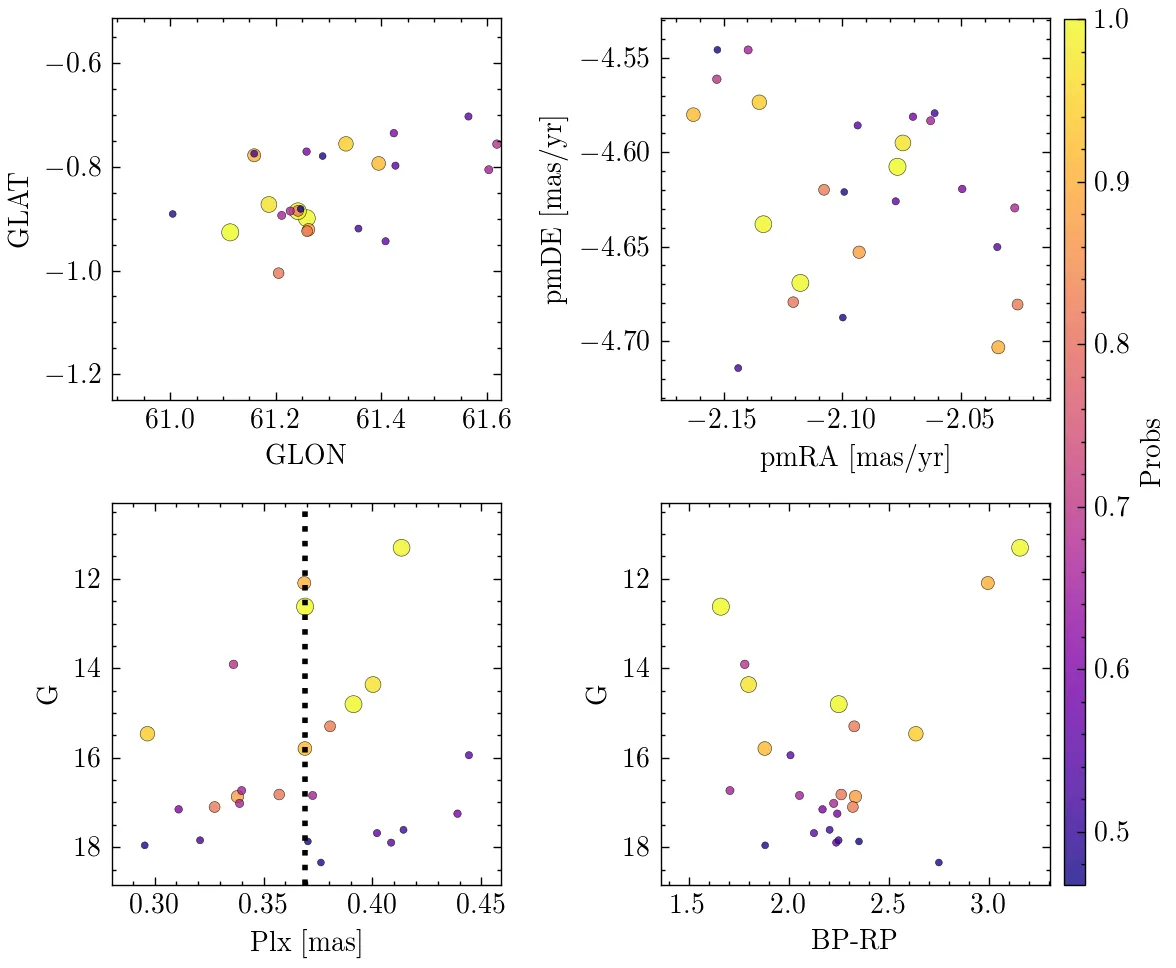 −0.6
−0.8
−1.0
−1.2
GLAT
61.0 61.2 61.4 61.6
GLON
−4.55
−4.60
−4.65
−4.70
pmDE [mas/yr]
−2.15 −2.10 −2.05
pmRA [mas/yr]
12
14
16
18
G
0.30 0.35 0.40 0.45
Plx [mas]
12
14
16
18
G
1.5 2.0 2.5 3.0
BP-RP
1.0
0.9
0.8
0.7
0.6
0.5
Probs